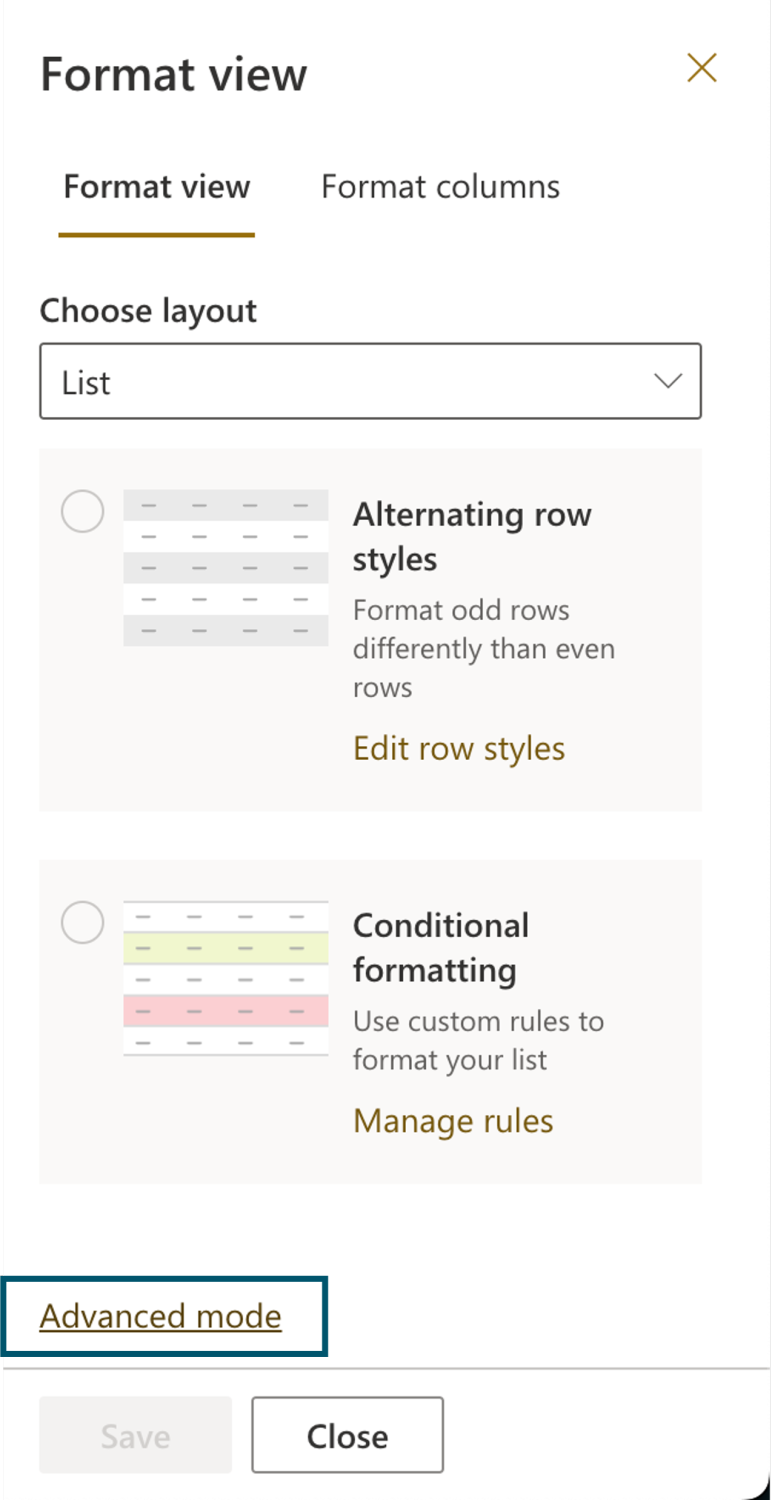 Format view
Format view
Format columns
Choose layout
List
Alternating row
styles
Format odd rows
differently than even
rows
Edit row styles
Conditional
formatting
Use custom rules to
format your list
Manage rules
Advanced mode
Save
Close